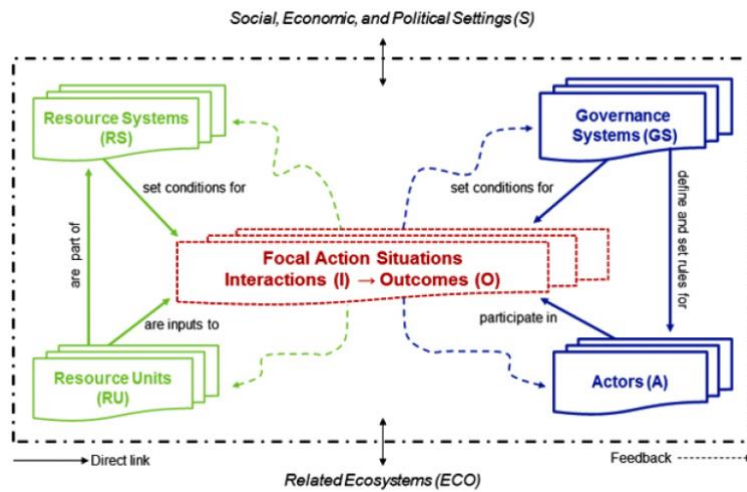 Social, Economic, and Political Settings (S)
Resource Systems
(RS)
Governance
Systems (GS)
set conditions for
set conditions for
define and set rules for
are part of
Focal Action Situations
Interactions (I) → Outcomes (O)
are inputs to
participate in
Resource Units
(RU)
Actors (A)
Direct link
Feedback
Related Ecosystems (ECO)